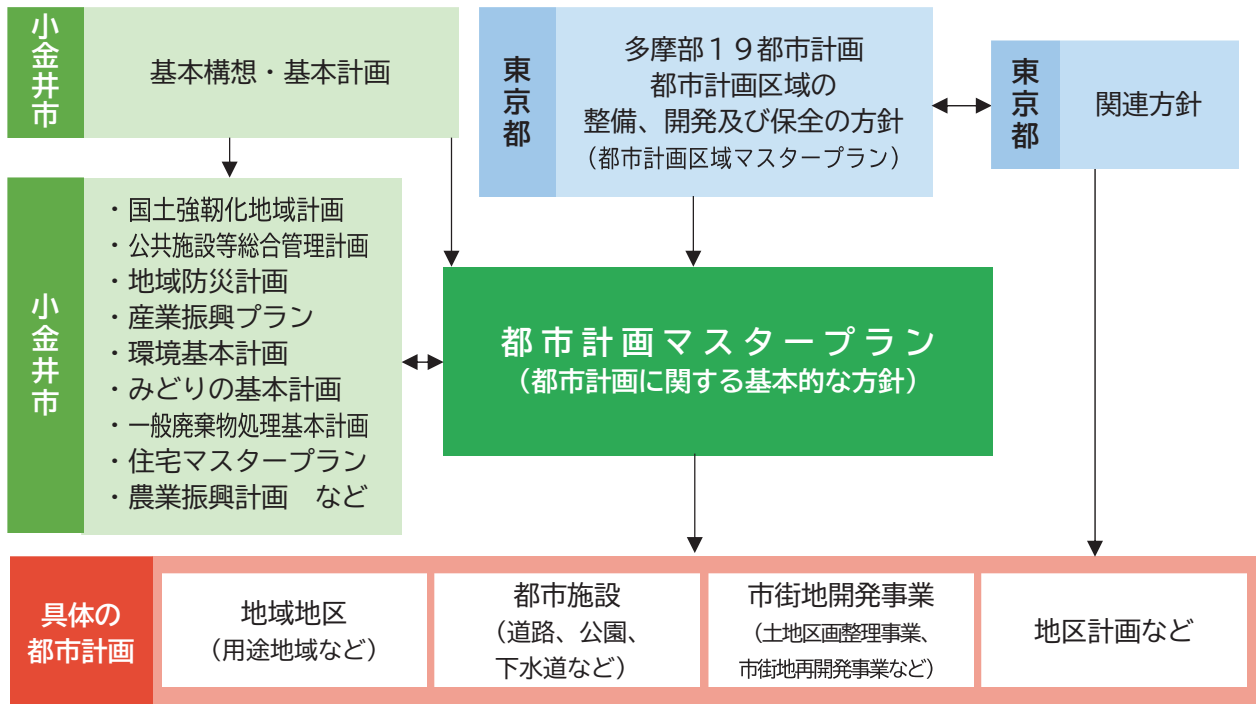 小金井市
基本構想・基本計画
東京都
多摩部１９都市計画
都市計画区域の
整備、開発及び保全の方針
（都市計画区域マスタープラン）
東京都
関連方針
小金井市
・国土強靭化地域計画
・公共施設等総合管理計画
・地域防災計画
・産業振興プラン
・環境基本計画
・みどりの基本計画
・一般廃棄物処理基本計画
・住宅マスタープラン
・農業振興計画　など
都市計画マスタープラン
（都市計画に関する基本的な方針）
具体の
都市計画
地域地区
（用途地域など）
都市施設
（道路、公園、
下水道など）
市街地開発事業
（土地区画整理事業、
市街地再開発事業など）
地区計画など